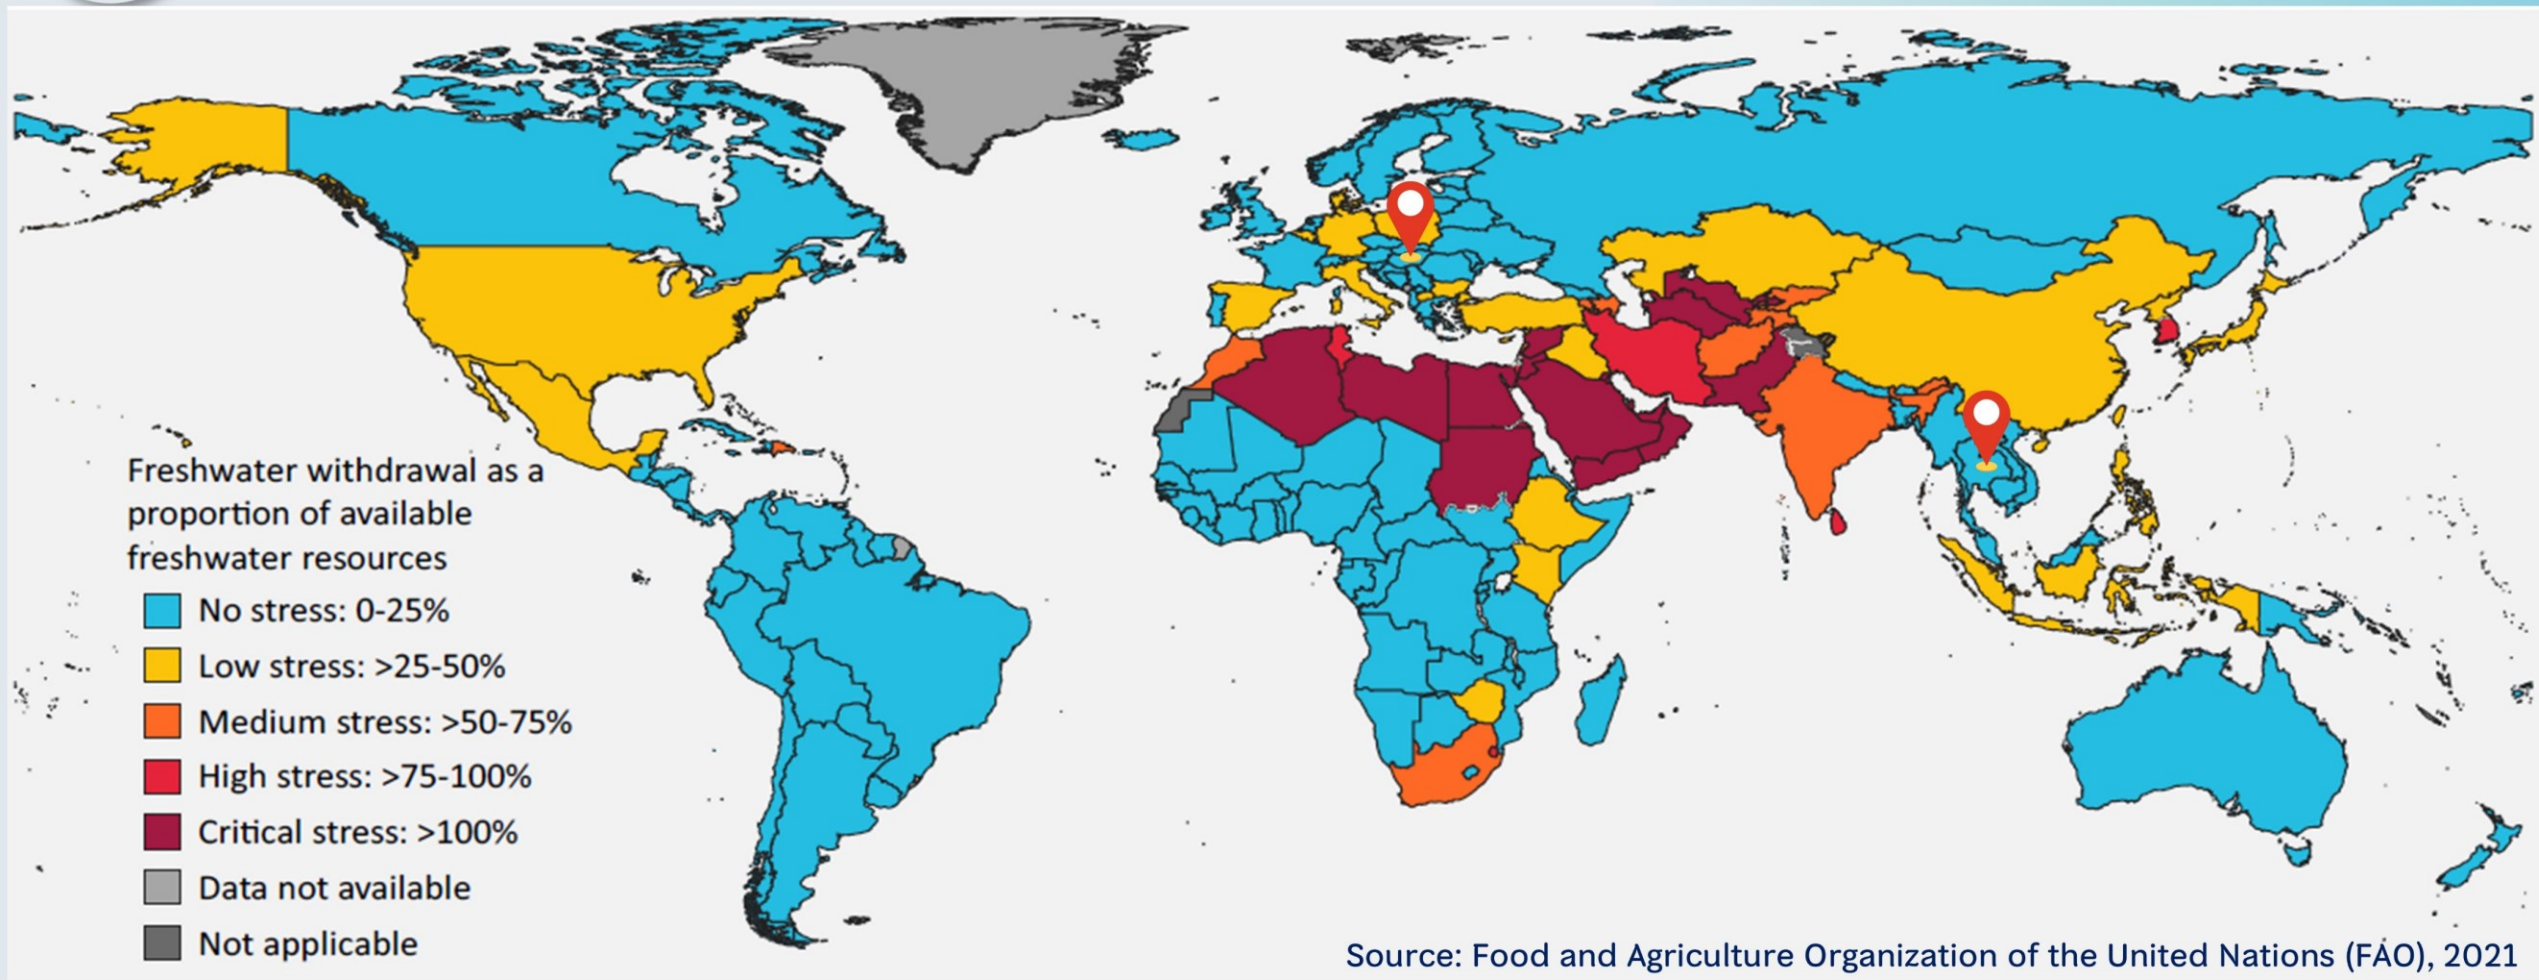 Freshwater withdrawal as a
proportion of available
freshwater resources
No stress: 0-25%
Low stress: >25-50%
Medium stress: >50-75%
High stress: >75-100%
Critical stress: >100%
Data not available
Not applicable
Source: Food and Agriculture Organization of the United Nations (FAO), 2021